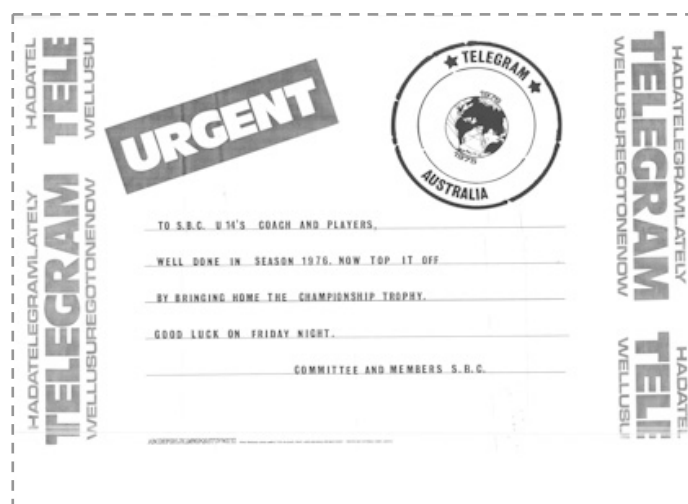 HADATEL
TELE
WELLUSUI
HADATELEGRAMLATELY
TELEGRAM
WELLUSUREGOTONENOW
URGENT
TELEGRAM
1976
1976
AUSTRALIA
TO S.B.C. U14'S COACH AND PLAYERS,
WELL DONE IN SEASON 1976. NOW TOP IT OFF
BY BRINGING HOME THE CHAMPIONSHIP TROPHY.
GOOD LUCK ON FRIDAY NIGHT.
COMMITTEE AND MEMBERS S.B.C.
HADATELEGRAMLATELY
TELEGRAM
WELLUSUREGOTONENOW
HADATEL
TELE
WELLUSUI